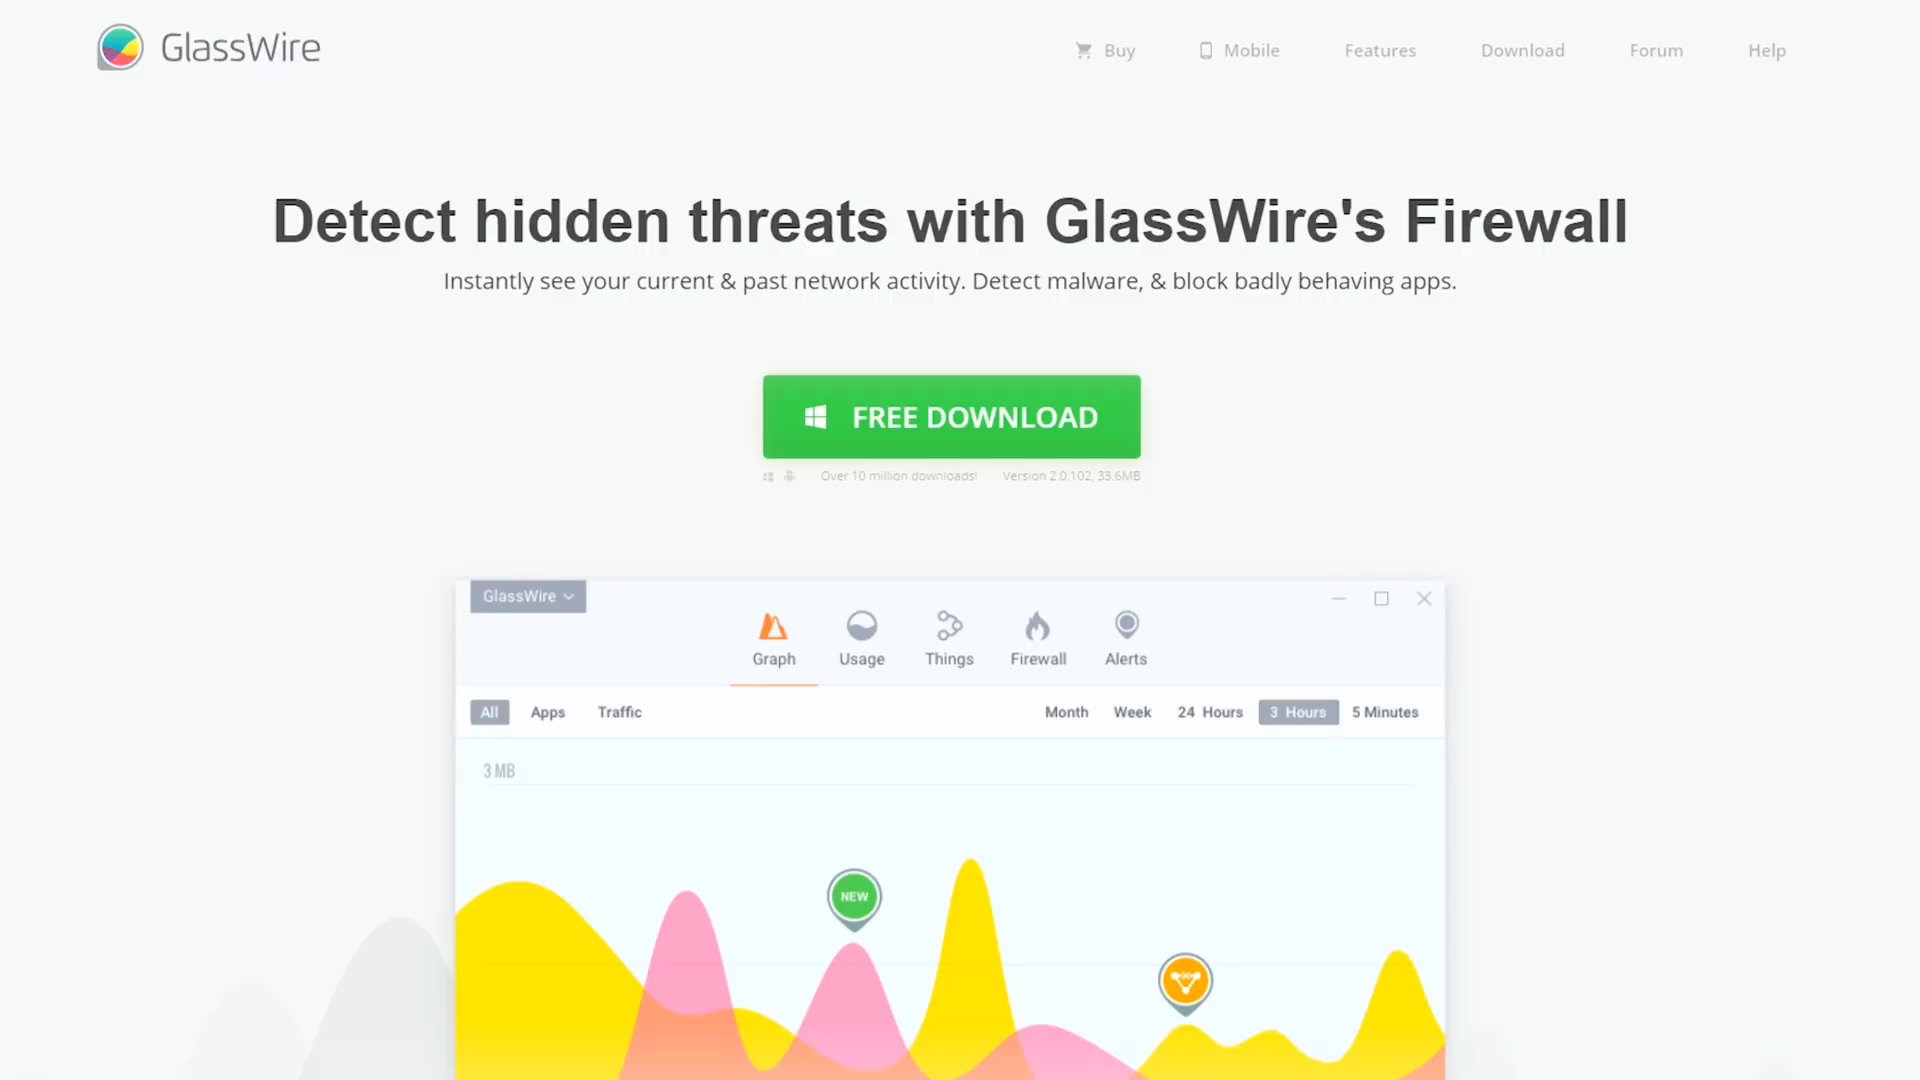 GlassWire
Buy
Mobile
Features
Download
Forum
Help
Detect hidden threats with GlassWire's Firewall
Instantly see your current & past network activity. Detect malware, & block badly behaving apps.
FREE DOWNLOAD
Over 10 million downloads!
Version 2.0.102, 33.6MB
GlassWire
Graph
Usage
Things
Firewall
Alerts
All
Apps
Traffic
Month
Week
24 Hours
3 Hours
5 Minutes
3 MB
NEW